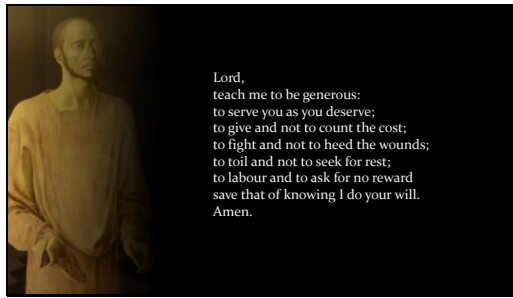 Lord,
teach me to be generous:
to serve you as you deserve;
to give and not to count the cost;
to fight and not to heed the wounds;
to toil and not to seek for rest;
to labour and to ask for no reward
save that of knowing I do your will.
Amen.